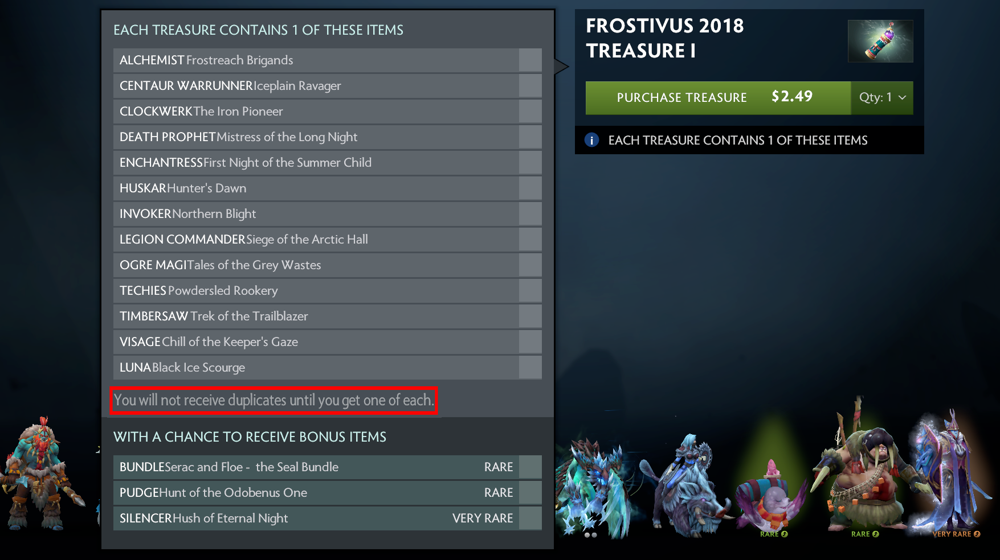 EACH TREASURE CONTAINS 1 OF THESE ITEMS
ALCHEMIST Frostreach Brigands
CENTAUR WARRUNNER Iceplain Ravager
CLOCKWERK The Iron Pioneer
DEATH PROPHET Mistress of the Long Night
ENCHANTRESS First Night of the Summer Child
HUSKAR Hunter's Dawn
INVOKER Northern Blight
LEGION COMMANDER Siege of the Arctic Hall
OGRE MAGI Tales of the Grey Wastes
TECHIES Powdersled Rookery
TIMBERSAW Trek of the Trailblazer
VISAGE Chill of the Keeper's Gaze
LUNA Black Ice Scourge
You will not receive duplicates until you get one of each.
WITH A CHANCE TO RECEIVE BONUS ITEMS
BUNDLE Serac and Floe - the Seal Bundle RARE
PUDGE Hunt of the Odobenus One RARE
SILENCER Hush of Eternal Night VERY RARE
FROSTIVUS 2018
TREASURE I
PURCHASE TREASURE $2.49 Qty: 1
EACH TREASURE CONTAINS 1 OF THESE ITEMS
RARE RARE VERY RARE